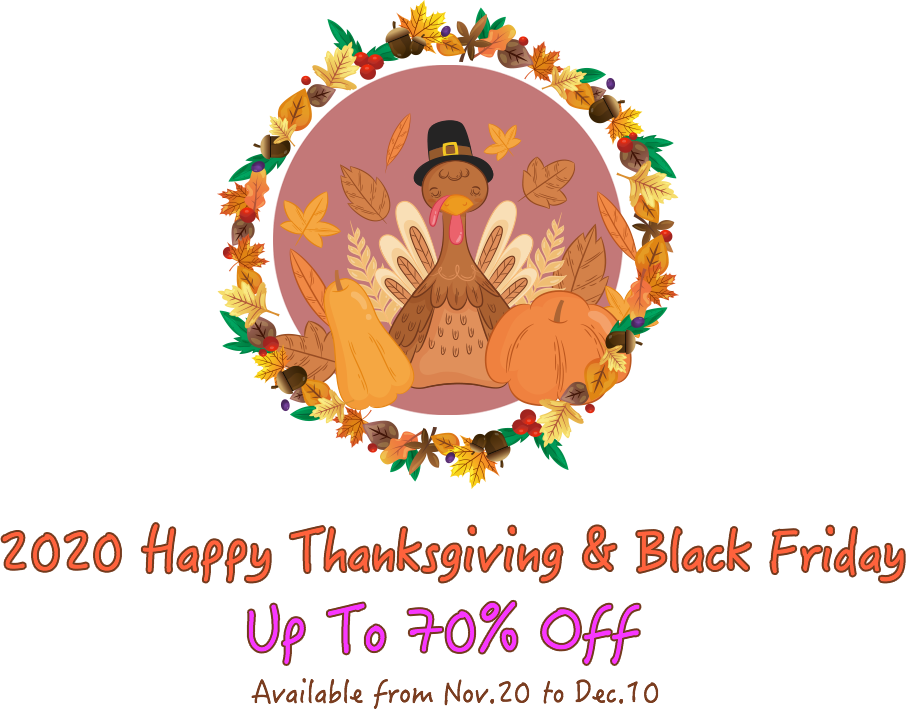 2020 Happy Thanksgiving & Black Friday
Up To 70% Off
Available from Nov.20 to Dec.10